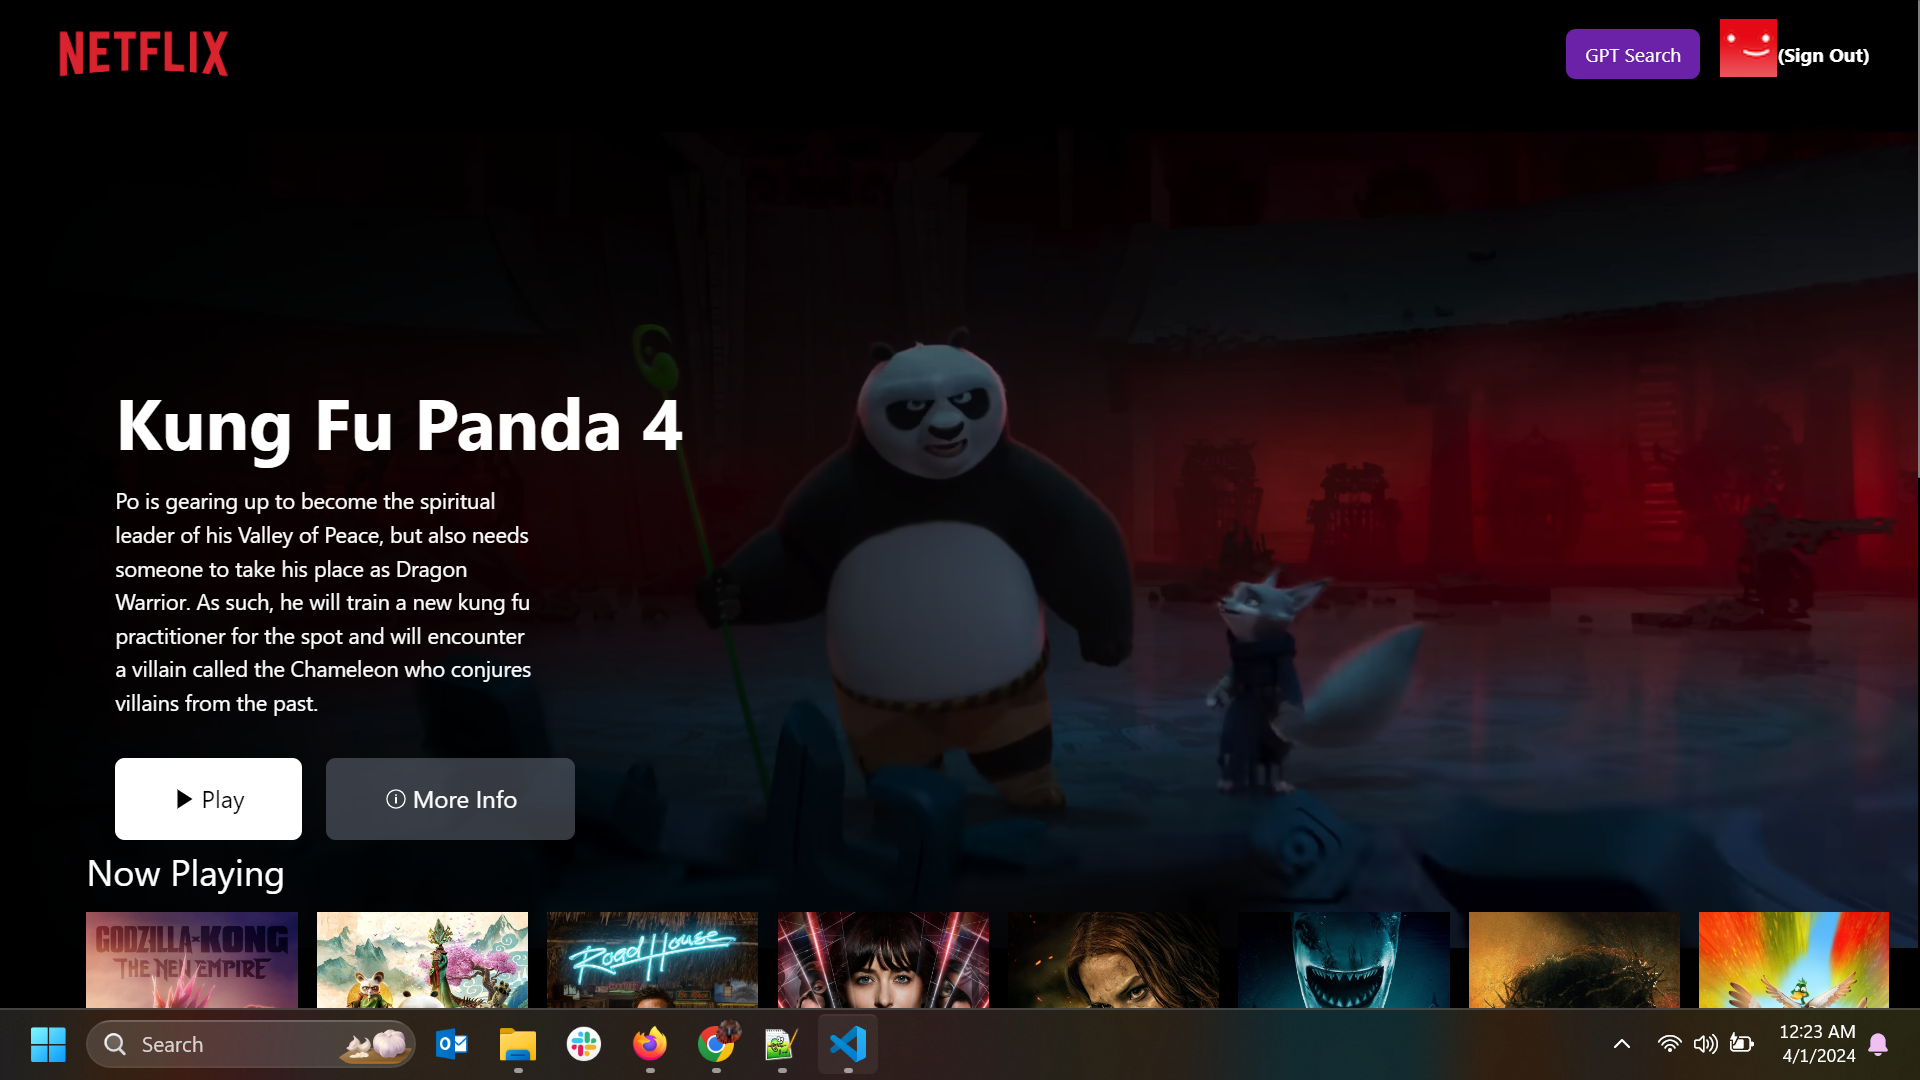 NETFLIX
GPT Search
(Sign Out)
Kung Fu Panda 4
Po is gearing up to become the spiritual
leader of his Valley of Peace, but also needs
someone to take his place as Dragon
Warrior. As such, he will train a new kung fu
practitioner for the spot and will encounter
a villain called the Chameleon who conjures
villains from the past.
Play
More Info
Now Playing
GODZILLA x KONG
THE NEW EMPIRE
Road House
Search
12:23 AM
4/1/2024